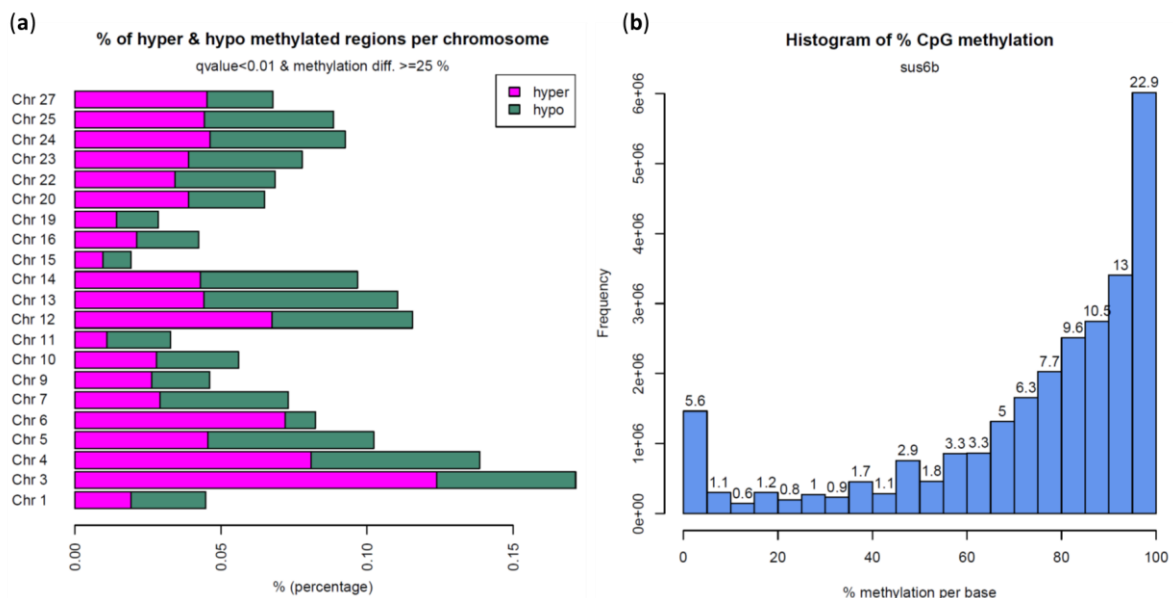 (a)
% of hyper & hypo methylated regions per chromosome
qvalue<0.01 & methylation diff. >=25 %
hyper
hypo
Chr 27
Chr 25
Chr 24
Chr 23
Chr 22
Chr 20
Chr 19
Chr 16
Chr 15
Chr 14
Chr 13
Chr 12
Chr 11
Chr 10
Chr 9
Chr 7
Chr 6
Chr 5
Chr 4
Chr 3
Chr 1
0.00 0.05 0.10 0.15
% (percentage)
(b)
Histogram of % CpG methylation
sus6b
Frequency
6e+06
5e+06
4e+06
3e+06
2e+06
1e+06
0e+00
5.6 1.1 0.6 1.2 0.8 1 0.9 1.7 1.1 2.9 1.8 3.3 3.3 5 6.3 7.7 9.6 10.5 13 22.9
0 20 40 60 80 100
% methylation per base